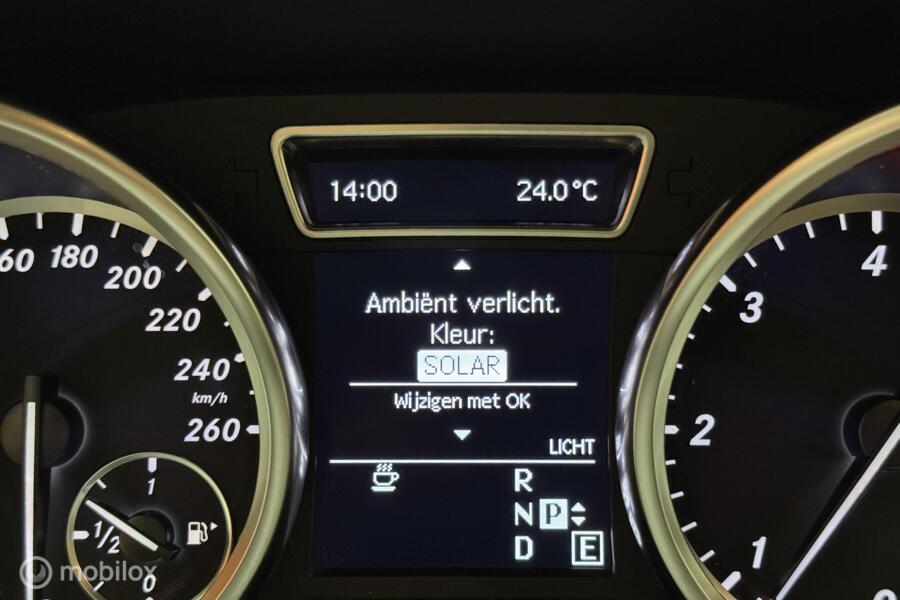 14:00 24.0°C
Ambiënt verlicht.
Kleur:
SOLAR
Wijzigen met OK
LICHT
R
N P
D E
60 180 200 220 240 260
km/h
1
1/2
0
4
3
2
1
0
mobilox